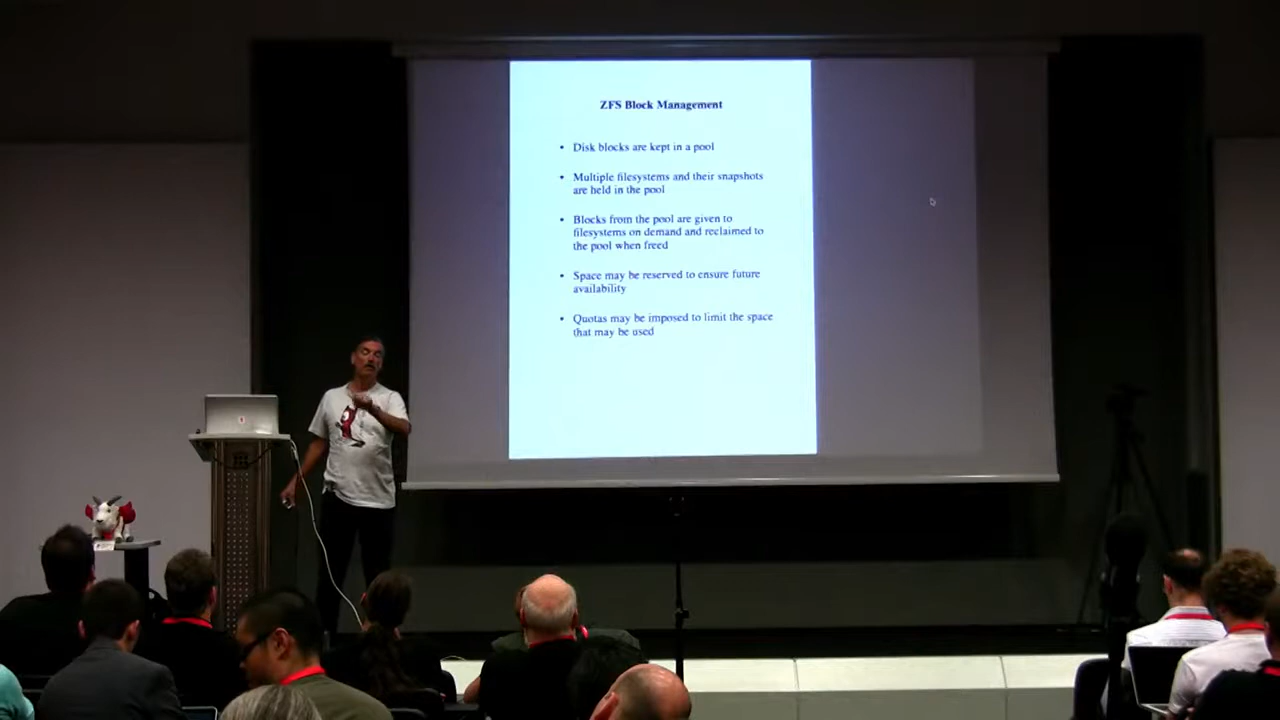 ZFS Block Management
• Disk blocks are kept in a pool
• Multiple filesystems and their snapshots
are held in the pool
• Blocks from the pool are given to
filesystems on demand and reclaimed to
the pool when freed
• Space may be reserved to ensure future
availability
• Quotas may be imposed to limit the space
that may be used